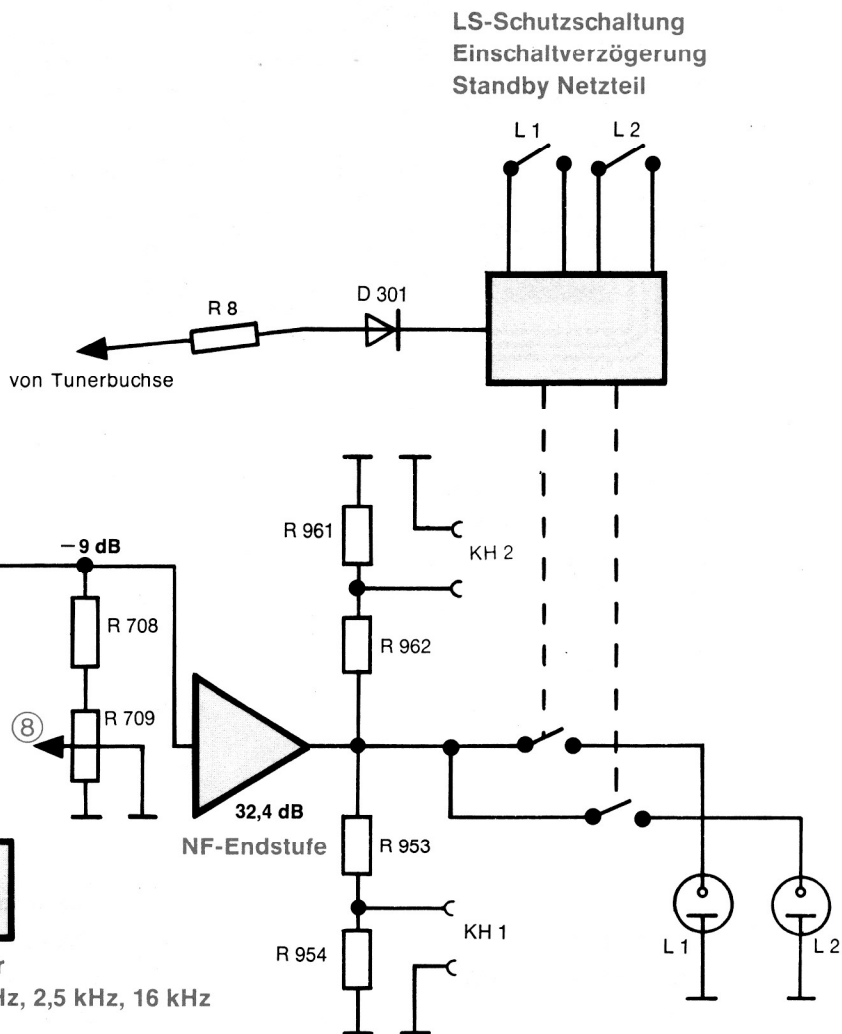 LS-Schutzschaltung
Einschaltverzögerung
Standby Netzteil
L 1
L 2
R 8
D 301
von Tunerbuchse
R 961
KH 2
−9 dB
R 708
R 962
R 709
8
32,4 dB
NF-Endstufe
R 953
KH 1
R 954
L 1
L 2
Hz, 2,5 kHz, 16 kHz